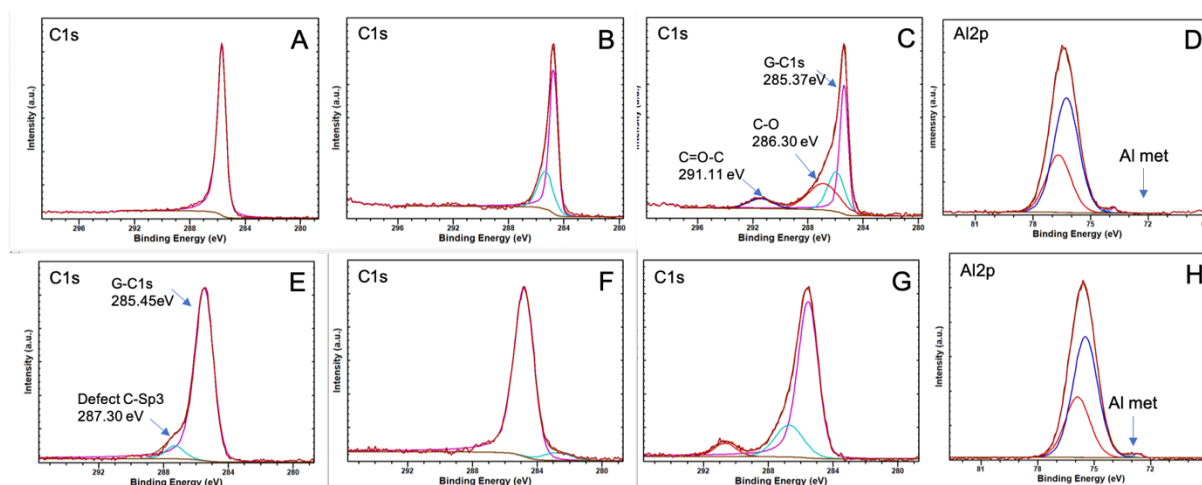 C1s
A
Intensity (a.u.)
296
292
288
284
280
Binding Energy (eV)
C1s
B
Intensity (a.u.)
296
292
288
284
280
Binding Energy (eV)
C1s
C
G-C1s
285.37eV
C-O
286.30 eV
C=O-C
291.11 eV
Intensity (a.u.)
296
292
288
284
280
Binding Energy (eV)
Al2p
D
Al met
Intensity (a.u.)
81
78
75
72
Binding Energy (eV)
C1s
E
G-C1s
285.45eV
Defect C-Sp3
287.30 eV
Intensity (a.u.)
292
288
284
280
Binding Energy (eV)
C1s
F
Intensity (a.u.)
292
288
284
280
Binding Energy (eV)
C1s
G
Intensity (a.u.)
292
288
284
280
Binding Energy (eV)
Al2p
H
Al met
Intensity (a.u.)
81
78
75
72
Binding Energy (eV)